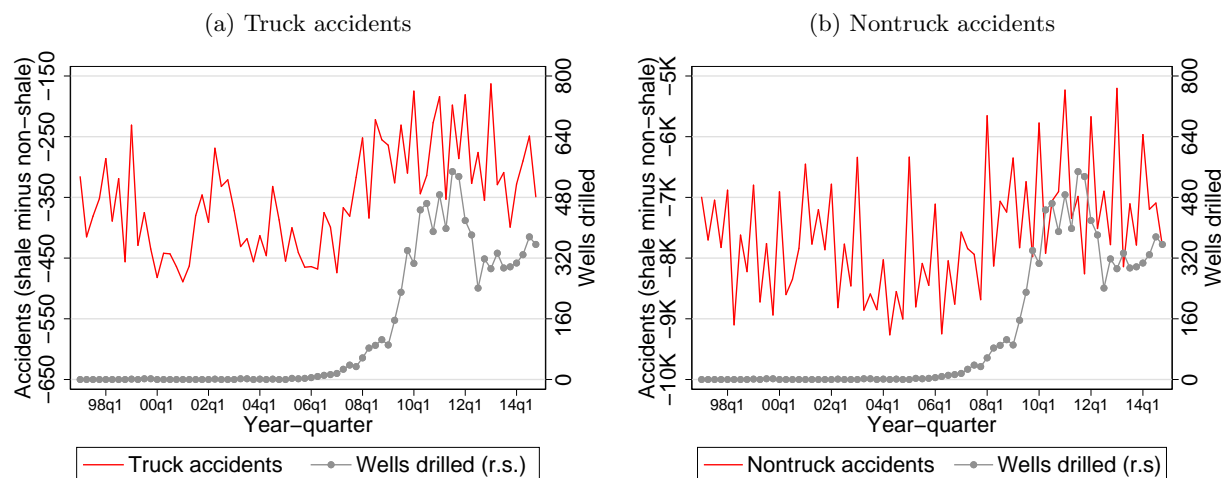 (a) Truck accidents
Accidents (shale minus non−shale)
−150
−250
−350
−450
−550
−650
800
640
480
320
160
0
Wells drilled
98q1 00q1 02q1 04q1 06q1 08q1 10q1 12q1 14q1
Year−quarter
Truck accidents Wells drilled (r.s.)
(b) Nontruck accidents
Accidents (shale minus non−shale)
−5K
−6K
−7K
−8K
−9K
−10K
800
640
480
320
160
0
Wells drilled
98q1 00q1 02q1 04q1 06q1 08q1 10q1 12q1 14q1
Year−quarter
Nontruck accidents Wells drilled (r.s)